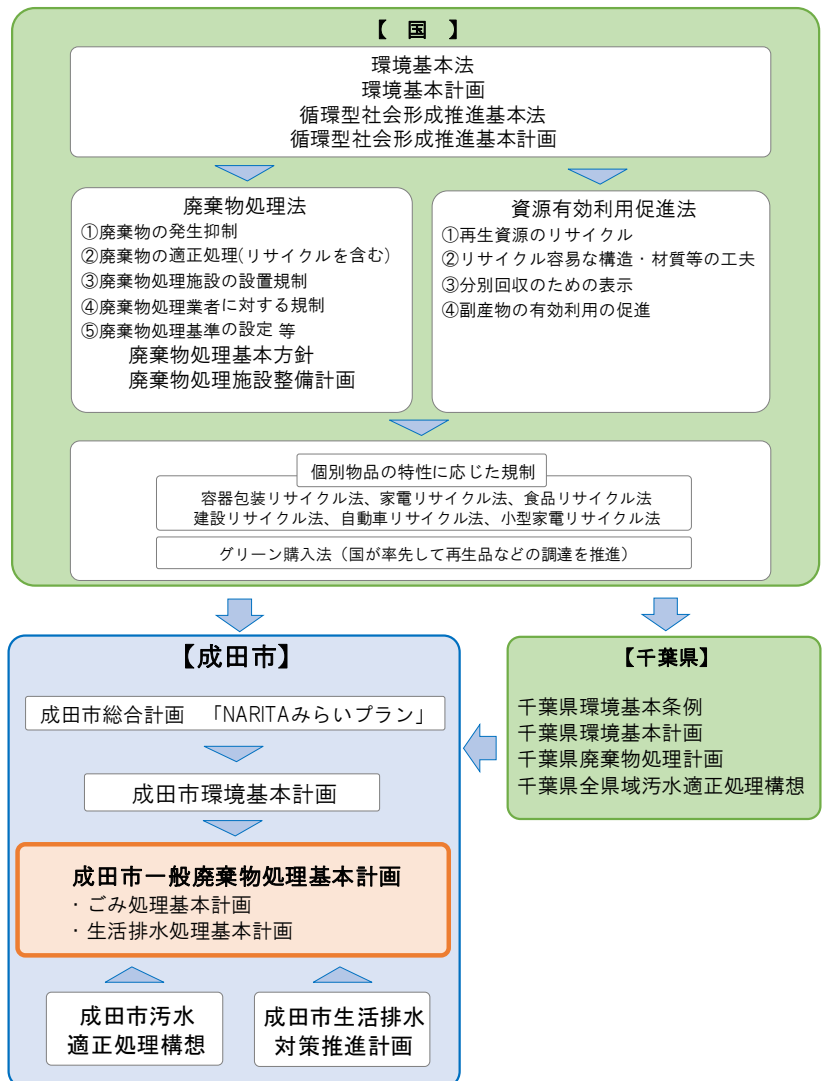 【 国 】
環境基本法
環境基本計画
循環型社会形成推進基本法
循環型社会形成推進基本計画
廃棄物処理法
①廃棄物の発生抑制
②廃棄物の適正処理(リサイクルを含む)
③廃棄物処理施設の設置規制
④廃棄物処理業者に対する規制
⑤廃棄物処理基準の設定 等
廃棄物処理基本方針
廃棄物処理施設整備計画
資源有効利用促進法
①再生資源のリサイクル
②リサイクル容易な構造・材質等の工夫
③分別回収のための表示
④副産物の有効利用の促進
個別物品の特性に応じた規制
容器包装リサイクル法、家電リサイクル法、食品リサイクル法
建設リサイクル法、自動車リサイクル法、小型家電リサイクル法
グリーン購入法（国が率先して再生品などの調達を推進）
【成田市】
成田市総合計画 「NARITAみらいプラン」
成田市環境基本計画
成田市一般廃棄物処理基本計画
・ごみ処理基本計画
・生活排水処理基本計画
成田市汚水
適正処理構想
成田市生活排水
対策推進計画
【千葉県】
千葉県環境基本条例
千葉県環境基本計画
千葉県廃棄物処理計画
千葉県全県域汚水適正処理構想